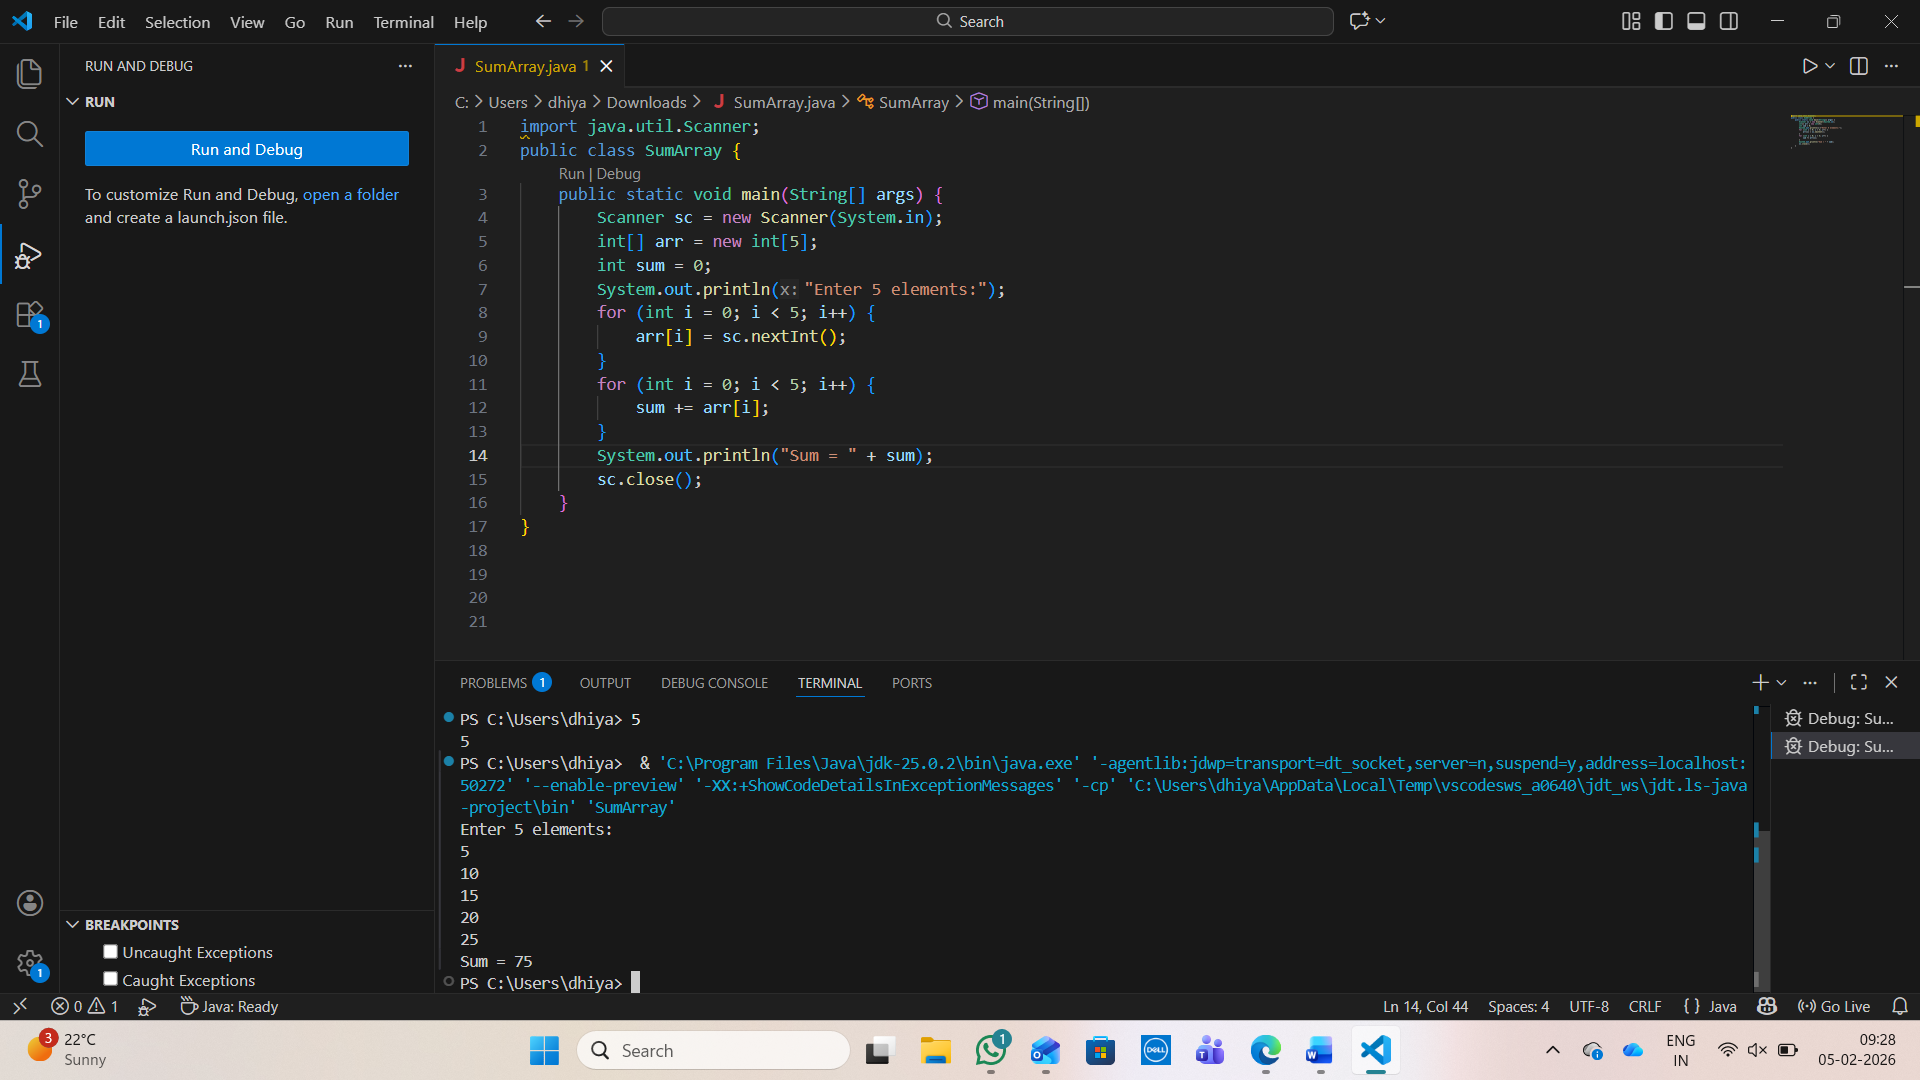 File Edit Selection View Go Run Terminal Help
Search
RUN AND DEBUG
RUN
Run and Debug
To customize Run and Debug, open a folder
and create a launch.json file.
1
SumArray.java 1
C: > Users > dhiya > Downloads > J SumArray.java > SumArray > main(String[])
1 import java.util.Scanner;
2 public class SumArray {
Run | Debug
3 public static void main(String[] args) {
4 Scanner sc = new Scanner(System.in);
5 int[] arr = new int[5];
6 int sum = 0;
7 System.out.println(x: "Enter 5 elements:");
8 for (int i = 0; i < 5; i++) {
9 arr[i] = sc.nextInt();
10 }
11 for (int i = 0; i < 5; i++) {
12 sum += arr[i];
13 }
14 System.out.println("Sum = " + sum);
15 sc.close();
16 }
17 }
18
19
20
21
PROBLEMS 1 OUTPUT DEBUG CONSOLE TERMINAL PORTS
PS C:\Users\dhiya> 5
5
PS C:\Users\dhiya> & 'C:\Program Files\Java\jdk-25.0.2\bin\java.exe' '-agentlib:jdwp=transport=dt_socket,server=n,suspend=y,address=localhost:
50272' '--enable-preview' '-XX:+ShowCodeDetailsInExceptionMessages' '-cp' 'C:\Users\dhiya\AppData\Local\Temp\vscodesws_a0640\jdt_ws\jdt.ls-java
-project\bin' 'SumArray'
Enter 5 elements:
5
10
15
20
25
Sum = 75
PS C:\Users\dhiya>
Debug: Su...
Debug: Su...
BREAKPOINTS
Uncaught Exceptions
Caught Exceptions
1
0 1 Java: Ready
Ln 14, Col 44 Spaces: 4 UTF-8 CRLF { } Java Go Live
3
22°C
Sunny
Search
1
DELL
ENG
IN
09:28
05-02-2026